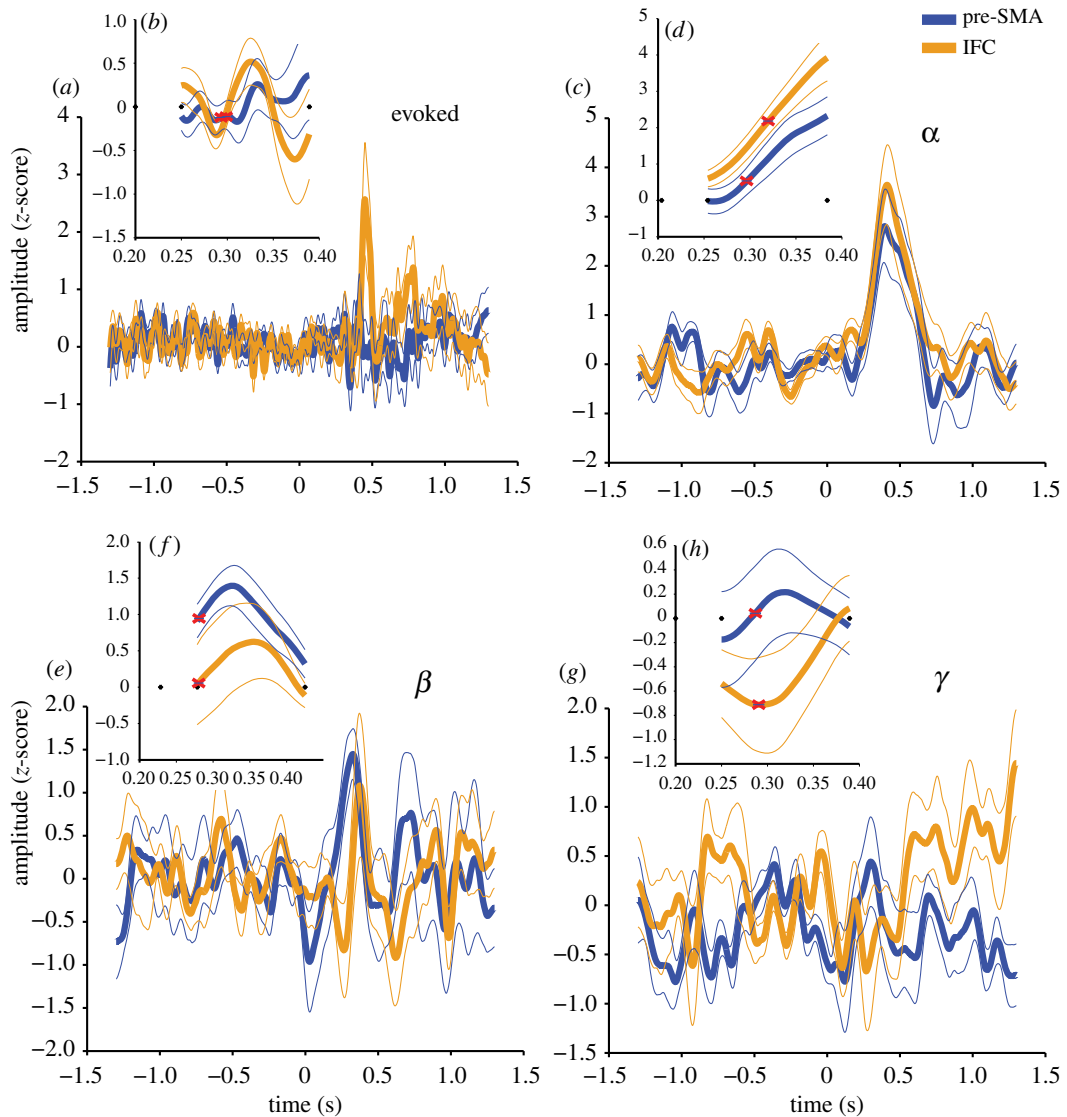 (b)
1.0
0.5
0
−0.5
−1.0
−1.5
0.20 0.25 0.30 0.35 0.40
(a)
evoked
4
3
2
1
0
−1
−2
amplitude (z-score)
−1.5 −1.0 −0.5 0 0.5 1.0 1.5
(d)
5
4
3
2
1
0
−1
0.20 0.25 0.30 0.35 0.40
pre-SMA
IFC
(c)
α
5
4
3
2
1
0
−1
−2
−1.5 −1.0 −0.5 0 0.5 1.0 1.5
(f)
2.0
1.5
1.0
0.5
0
−0.5
−1.0
0.20 0.25 0.30 0.35 0.40
(e)
β
2.0
1.5
1.0
0.5
0
−0.5
−1.0
−1.5
−2.0
amplitude (z-score)
−1.5 −1.0 −0.5 0 0.5 1.0 1.5
time (s)
(h)
0.6
0.4
0.2
0
−0.2
−0.4
−0.6
−0.8
−1.0
−1.2
0.20 0.25 0.30 0.35 0.40
(g)
γ
2.0
1.5
1.0
0.5
0
−0.5
−1.0
−1.5
−1.5 −1.0 −0.5 0 0.5 1.0 1.5
time (s)